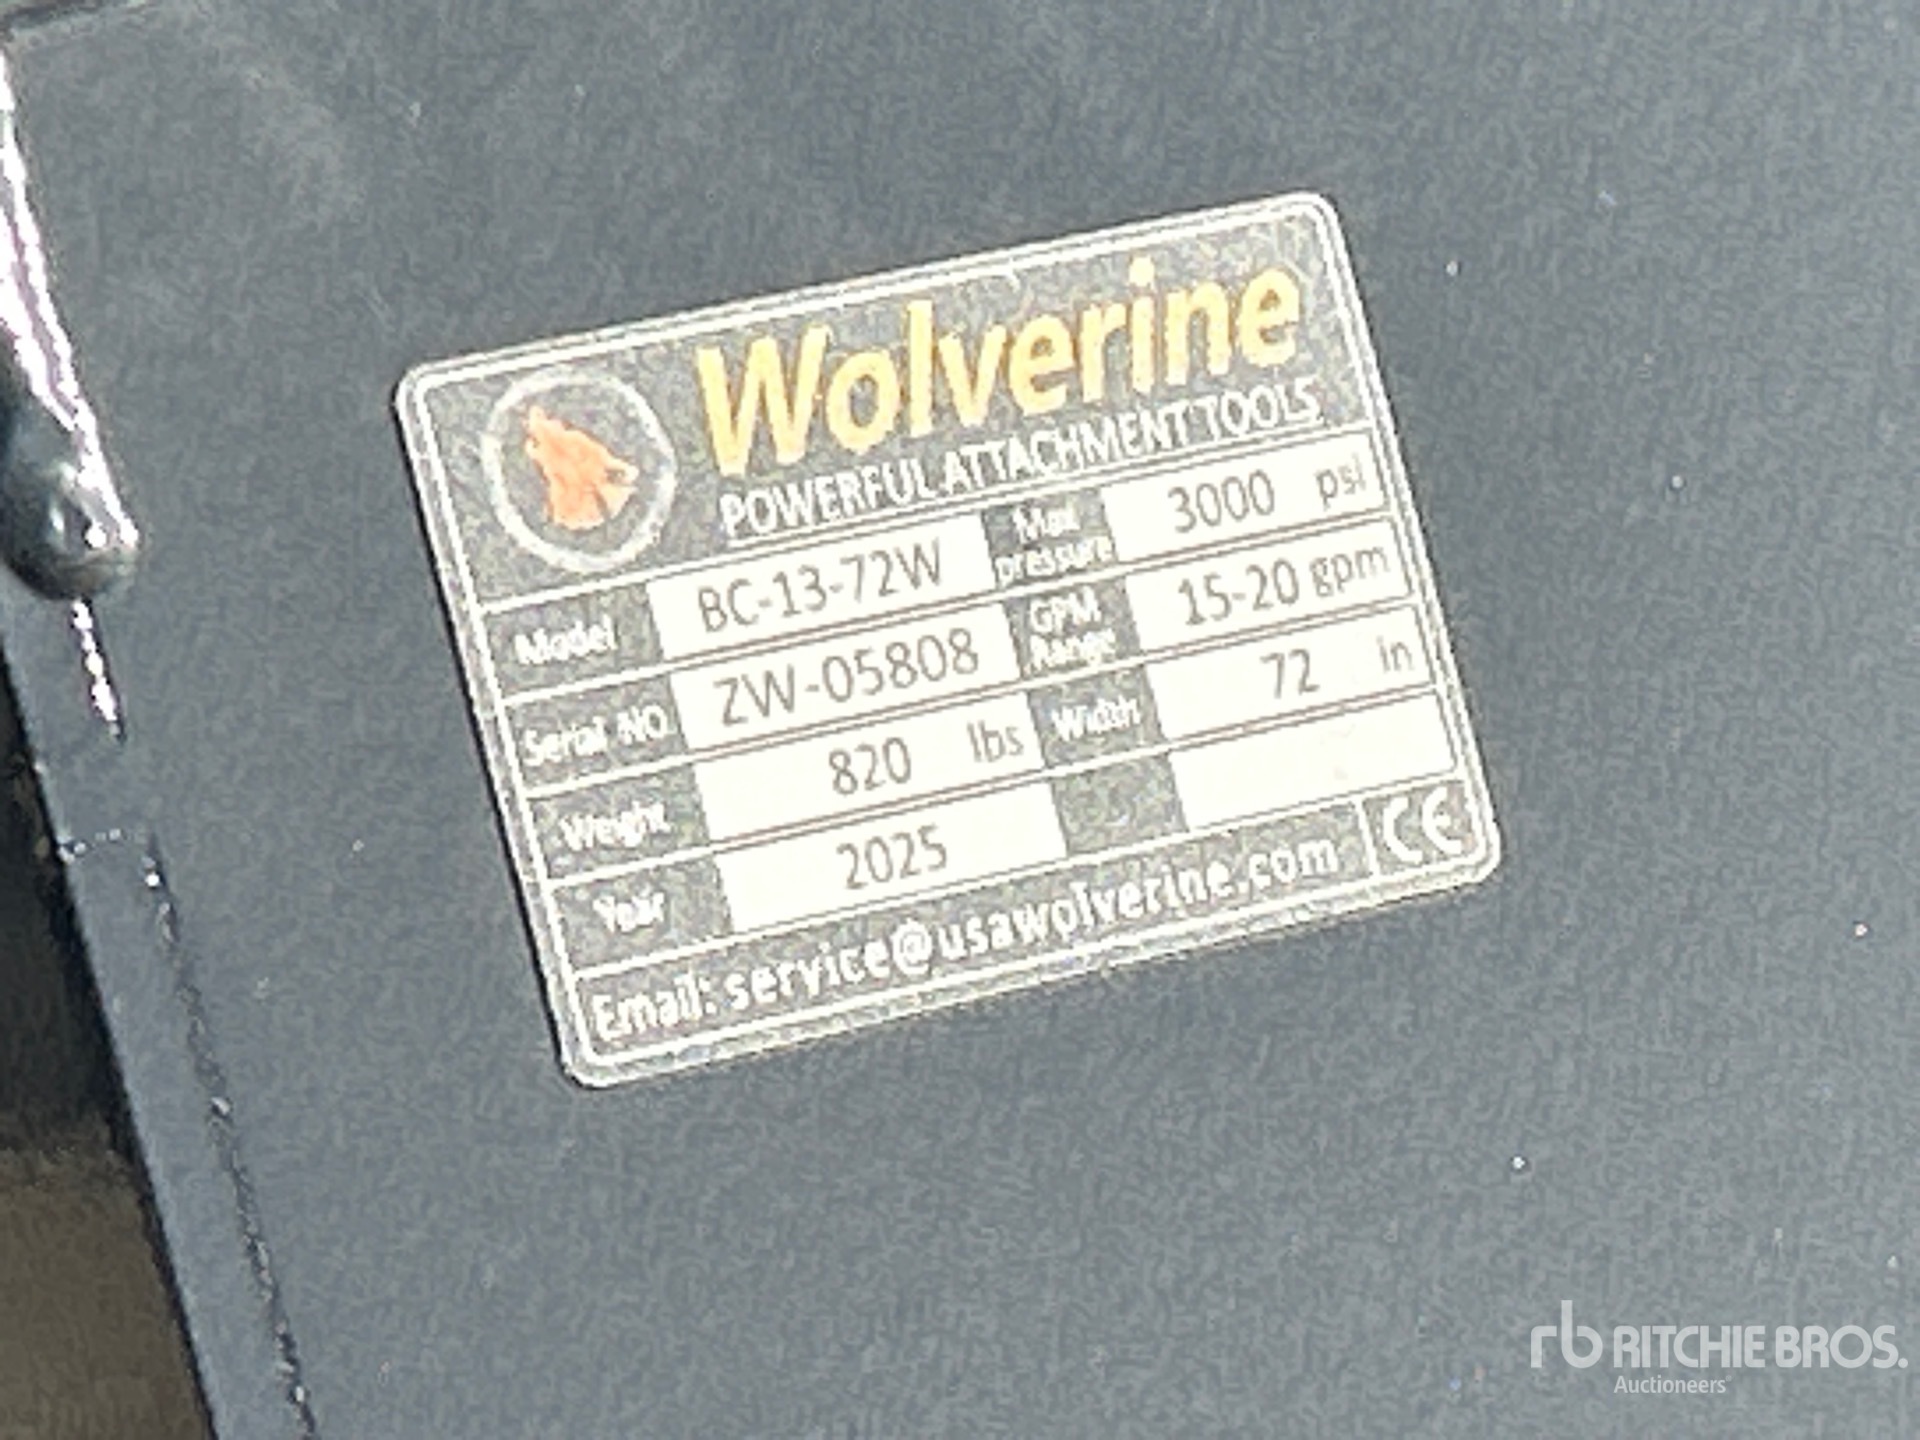 Wolverine
POWERFUL ATTACHMENT TOOLS
Model BC-13-72W Max pressure 3000 psi
Serial NO. ZW-05808 GPM Range 15-20 gpm
Weight 820 lbs Width 72 in
Year 2025
Email: service@usawolverine.com CE
rb RITCHIE BROS.
Auctioneers